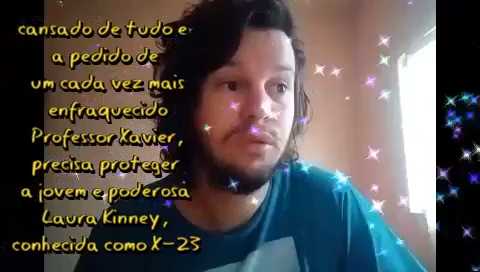 cansado de tudo e
a pedido de
um cada vez mais
enfraquecido
Professor Xavier,
precisa proteger
a jovem e poderosa
Laura Kinney,
conhecida como X-23